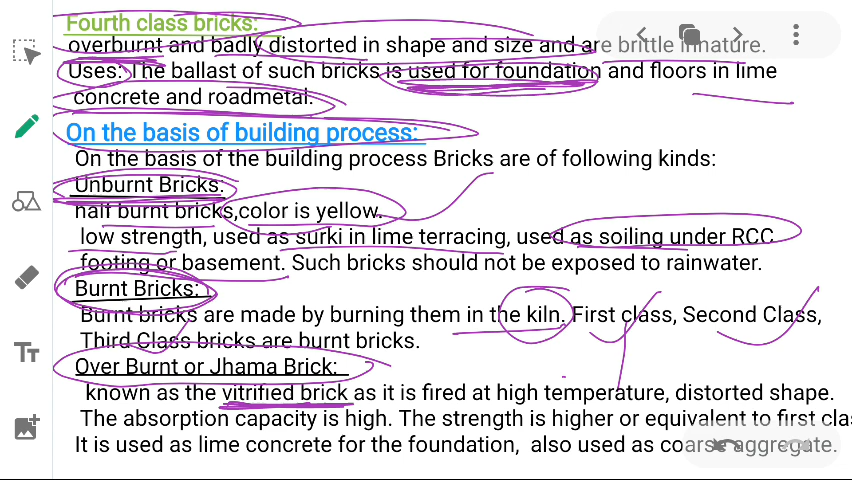 Fourth class bricks:
overburnt and badly distorted in shape and size and are brittle in nature.
Uses: The ballast of such bricks is used for foundation and floors in lime
concrete and roadmetal.
On the basis of building process:
On the basis of the building process Bricks are of following kinds:
Unburnt Bricks:
half burnt bricks,color is yellow.
low strength, used as surki in lime terracing, used as soiling under RCC
footing or basement. Such bricks should not be exposed to rainwater.
Burnt Bricks:
Burnt bricks are made by burning them in the kiln. First class, Second Class,
Third Class bricks are burnt bricks.
Over Burnt or Jhama Brick:
known as the vitrified brick as it is fired at high temperature, distorted shape.
The absorption capacity is high. The strength is higher or equivalent to first clas
It is used as lime concrete for the foundation, also used as coarse aggregate.
Tт